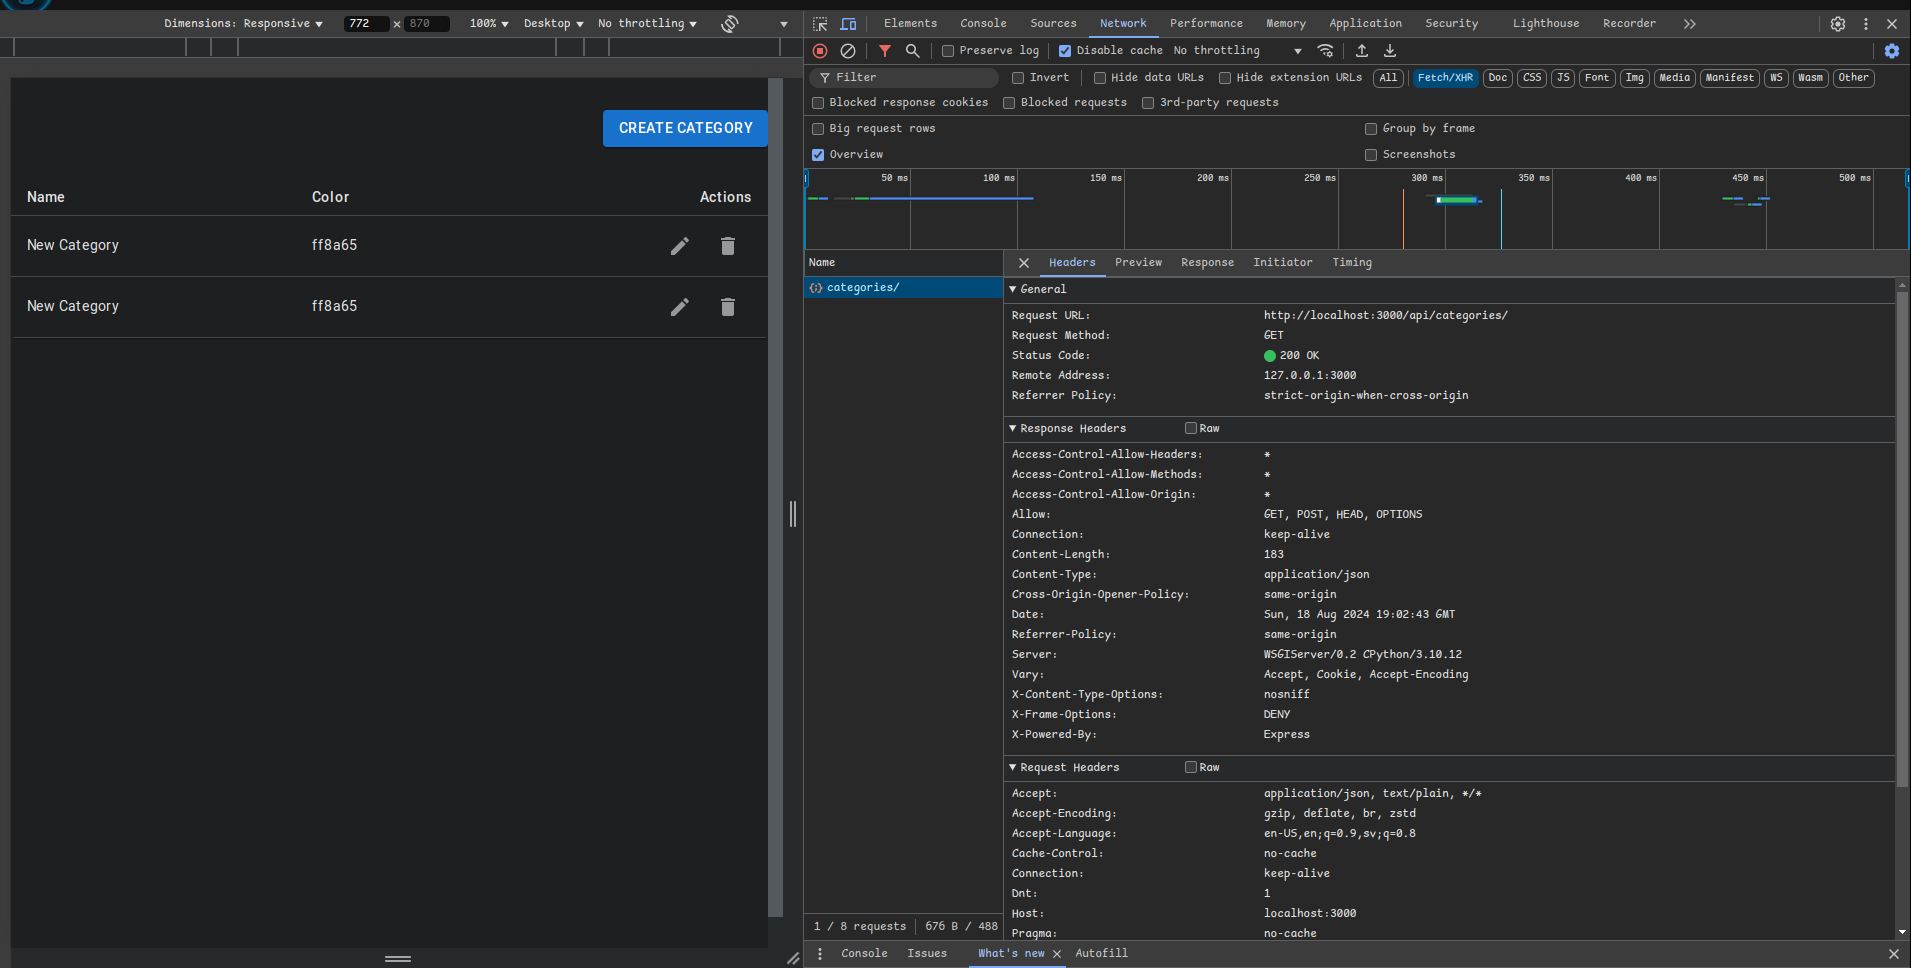 Dimensions: Responsive 772 × 870 100% Desktop No throttling
Elements Console Sources Network Performance Memory Application Security Lighthouse Recorder
Preserve log Disable cache No throttling
Filter Invert Hide data URLs Hide extension URLs All Fetch/XHR Doc CSS JS Font Img Media Manifest WS Wasm Other
Blocked response cookies Blocked requests 3rd-party requests
Big request rows Group by frame
Overview Screenshots
50 ms 100 ms 150 ms 200 ms 250 ms 300 ms 350 ms 400 ms 450 ms 500 ms
CREATE CATEGORY
Name Color Actions
New Category ff8a65
New Category ff8a65
Name
categories/
1 / 8 requests 676 B / 488
Headers Preview Response Initiator Timing
General
Request URL: http://localhost:3000/api/categories/
Request Method: GET
Status Code: 200 OK
Remote Address: 127.0.0.1:3000
Referrer Policy: strict-origin-when-cross-origin
Response Headers Raw
Access-Control-Allow-Headers: *
Access-Control-Allow-Methods: *
Access-Control-Allow-Origin: *
Allow: GET, POST, HEAD, OPTIONS
Connection: keep-alive
Content-Length: 183
Content-Type: application/json
Cross-Origin-Opener-Policy: same-origin
Date: Sun, 18 Aug 2024 19:02:43 GMT
Referrer-Policy: same-origin
Server: WSGIServer/0.2 CPython/3.10.12
Vary: Accept, Cookie, Accept-Encoding
X-Content-Type-Options: nosniff
X-Frame-Options: DENY
X-Powered-By: Express
Request Headers Raw
Accept: application/json, text/plain, */*
Accept-Encoding: gzip, deflate, br, zstd
Accept-Language: en-US,en;q=0.9,sv;q=0.8
Cache-Control: no-cache
Connection: keep-alive
Dnt: 1
Host: localhost:3000
Pragma: no-cache
Console Issues What's new Autofill